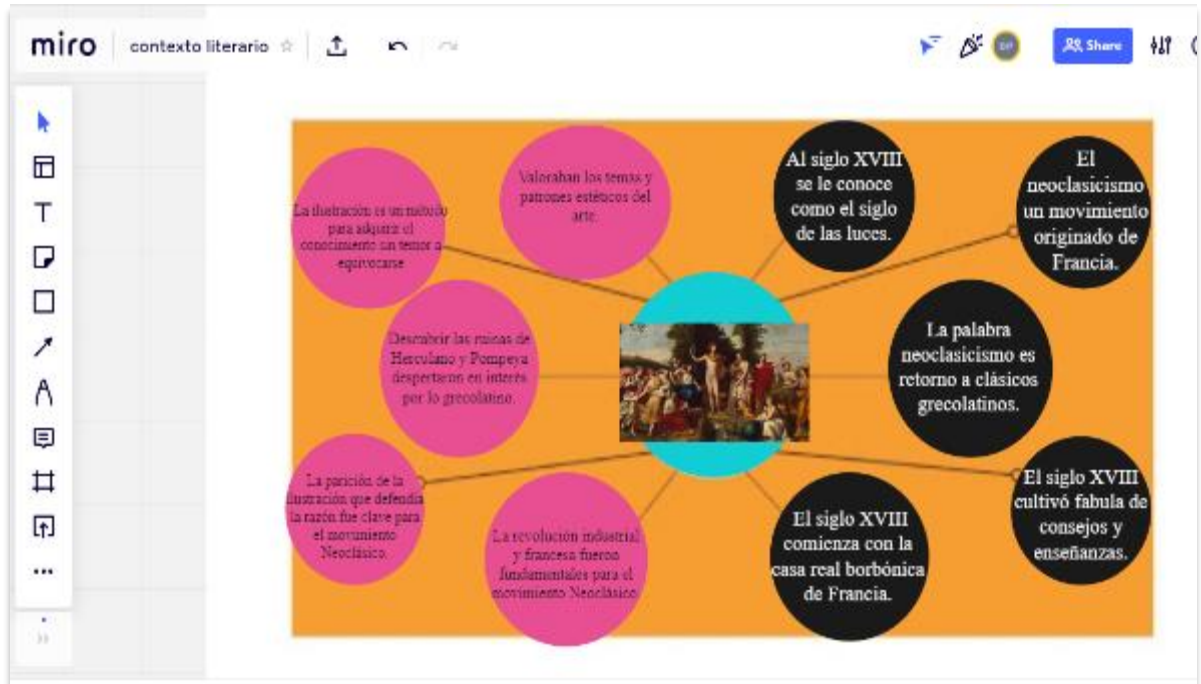 miro
contexto literario
Share
La ilustración es un método
para adquirir el
conocimiento sin temor a
equivocarse
Valoraban los temas y
patrones estéticos del
arte.
Al siglo XVIII
se le conoce
como el siglo
de las luces.
El
neoclasicismo
un movimiento
originado de
Francia.
Descubrir las ruinas de
Herculano y Pompeya
despertaron en interés
por lo grecolatino.
La palabra
neoclasicismo es
retorno a clásicos
grecolatinos.
La parición de la
ilustración que defendía
la razón fue clave para
el movimiento
Neoclásico.
La revolución industrial
y francesa fueron
fundamentales para el
movimiento Neoclásico
El siglo XVIII
comienza con la
casa real borbónica
de Francia.
El siglo XVIII
cultivó fabula de
consejos y
enseñanzas.